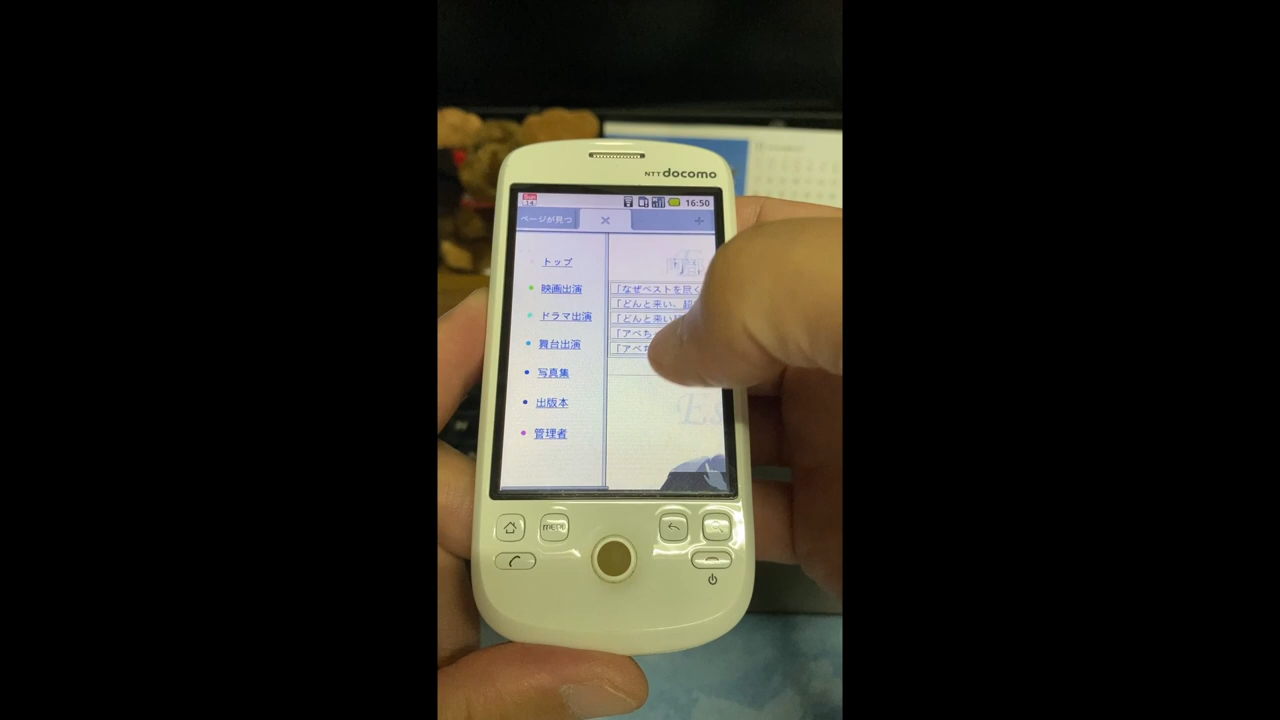 NTT docomo
16:50
ページが見つ
トップ
映画出演
ドラマ出演
舞台出演
写真集
出版本
管理者
「なぜベストを尽く
「どんと来い、超
「どんと来い
「アベち
「アベ
Es
MENU